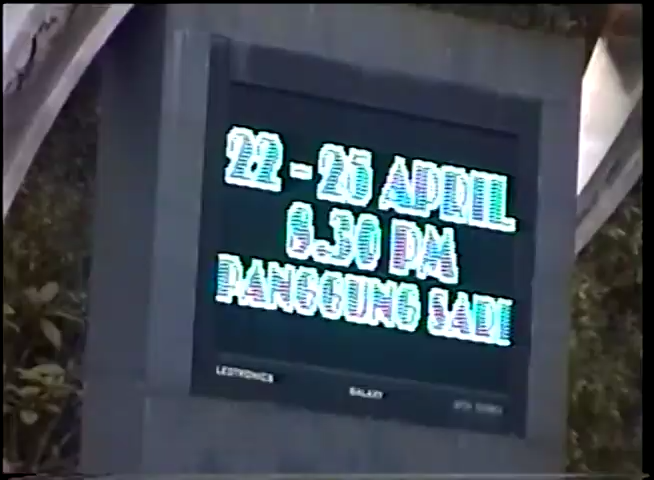 22 - 25 APRIL
8.30 PM
PANGGUNG SARI
LEDTRONICS
GALAXY